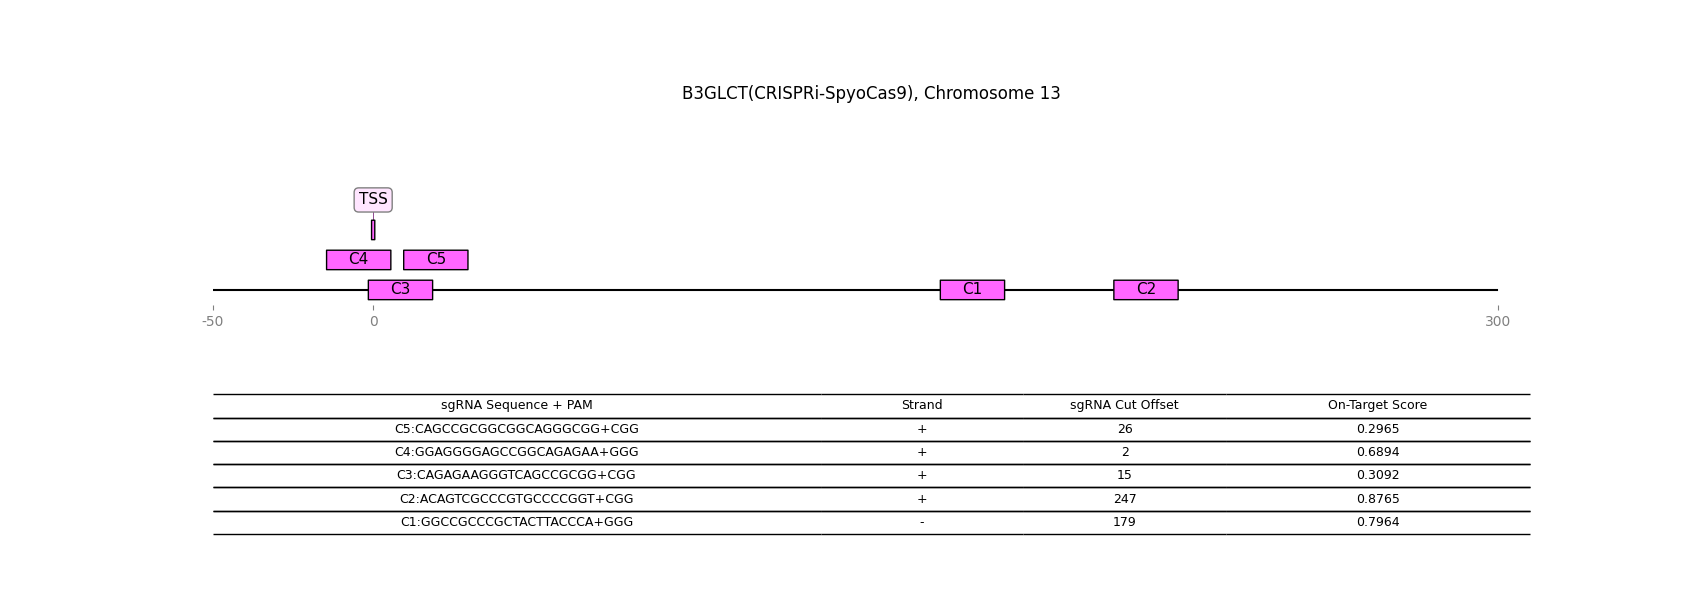 B3GLCT(CRISPRi-SpyoCas9), Chromosome 13
TSS
C4 C5
C3 C1 C2
-50 0 300
sgRNA Sequence + PAM Strand sgRNA Cut Offset On-Target Score
C5:CAGCCGCGGCGGCAGGGCGG+CGG + 26 0.2965
C4:GGAGGGGAGCCGGCAGAGAA+GGG + 2 0.6894
C3:CAGAGAAGGGTCAGCCGCGG+CGG + 15 0.3092
C2:ACAGTCGCCCGTGCCCCGGT+CGG + 247 0.8765
C1:GGCCGCCCGCTACTTACCCA+GGG - 179 0.7964